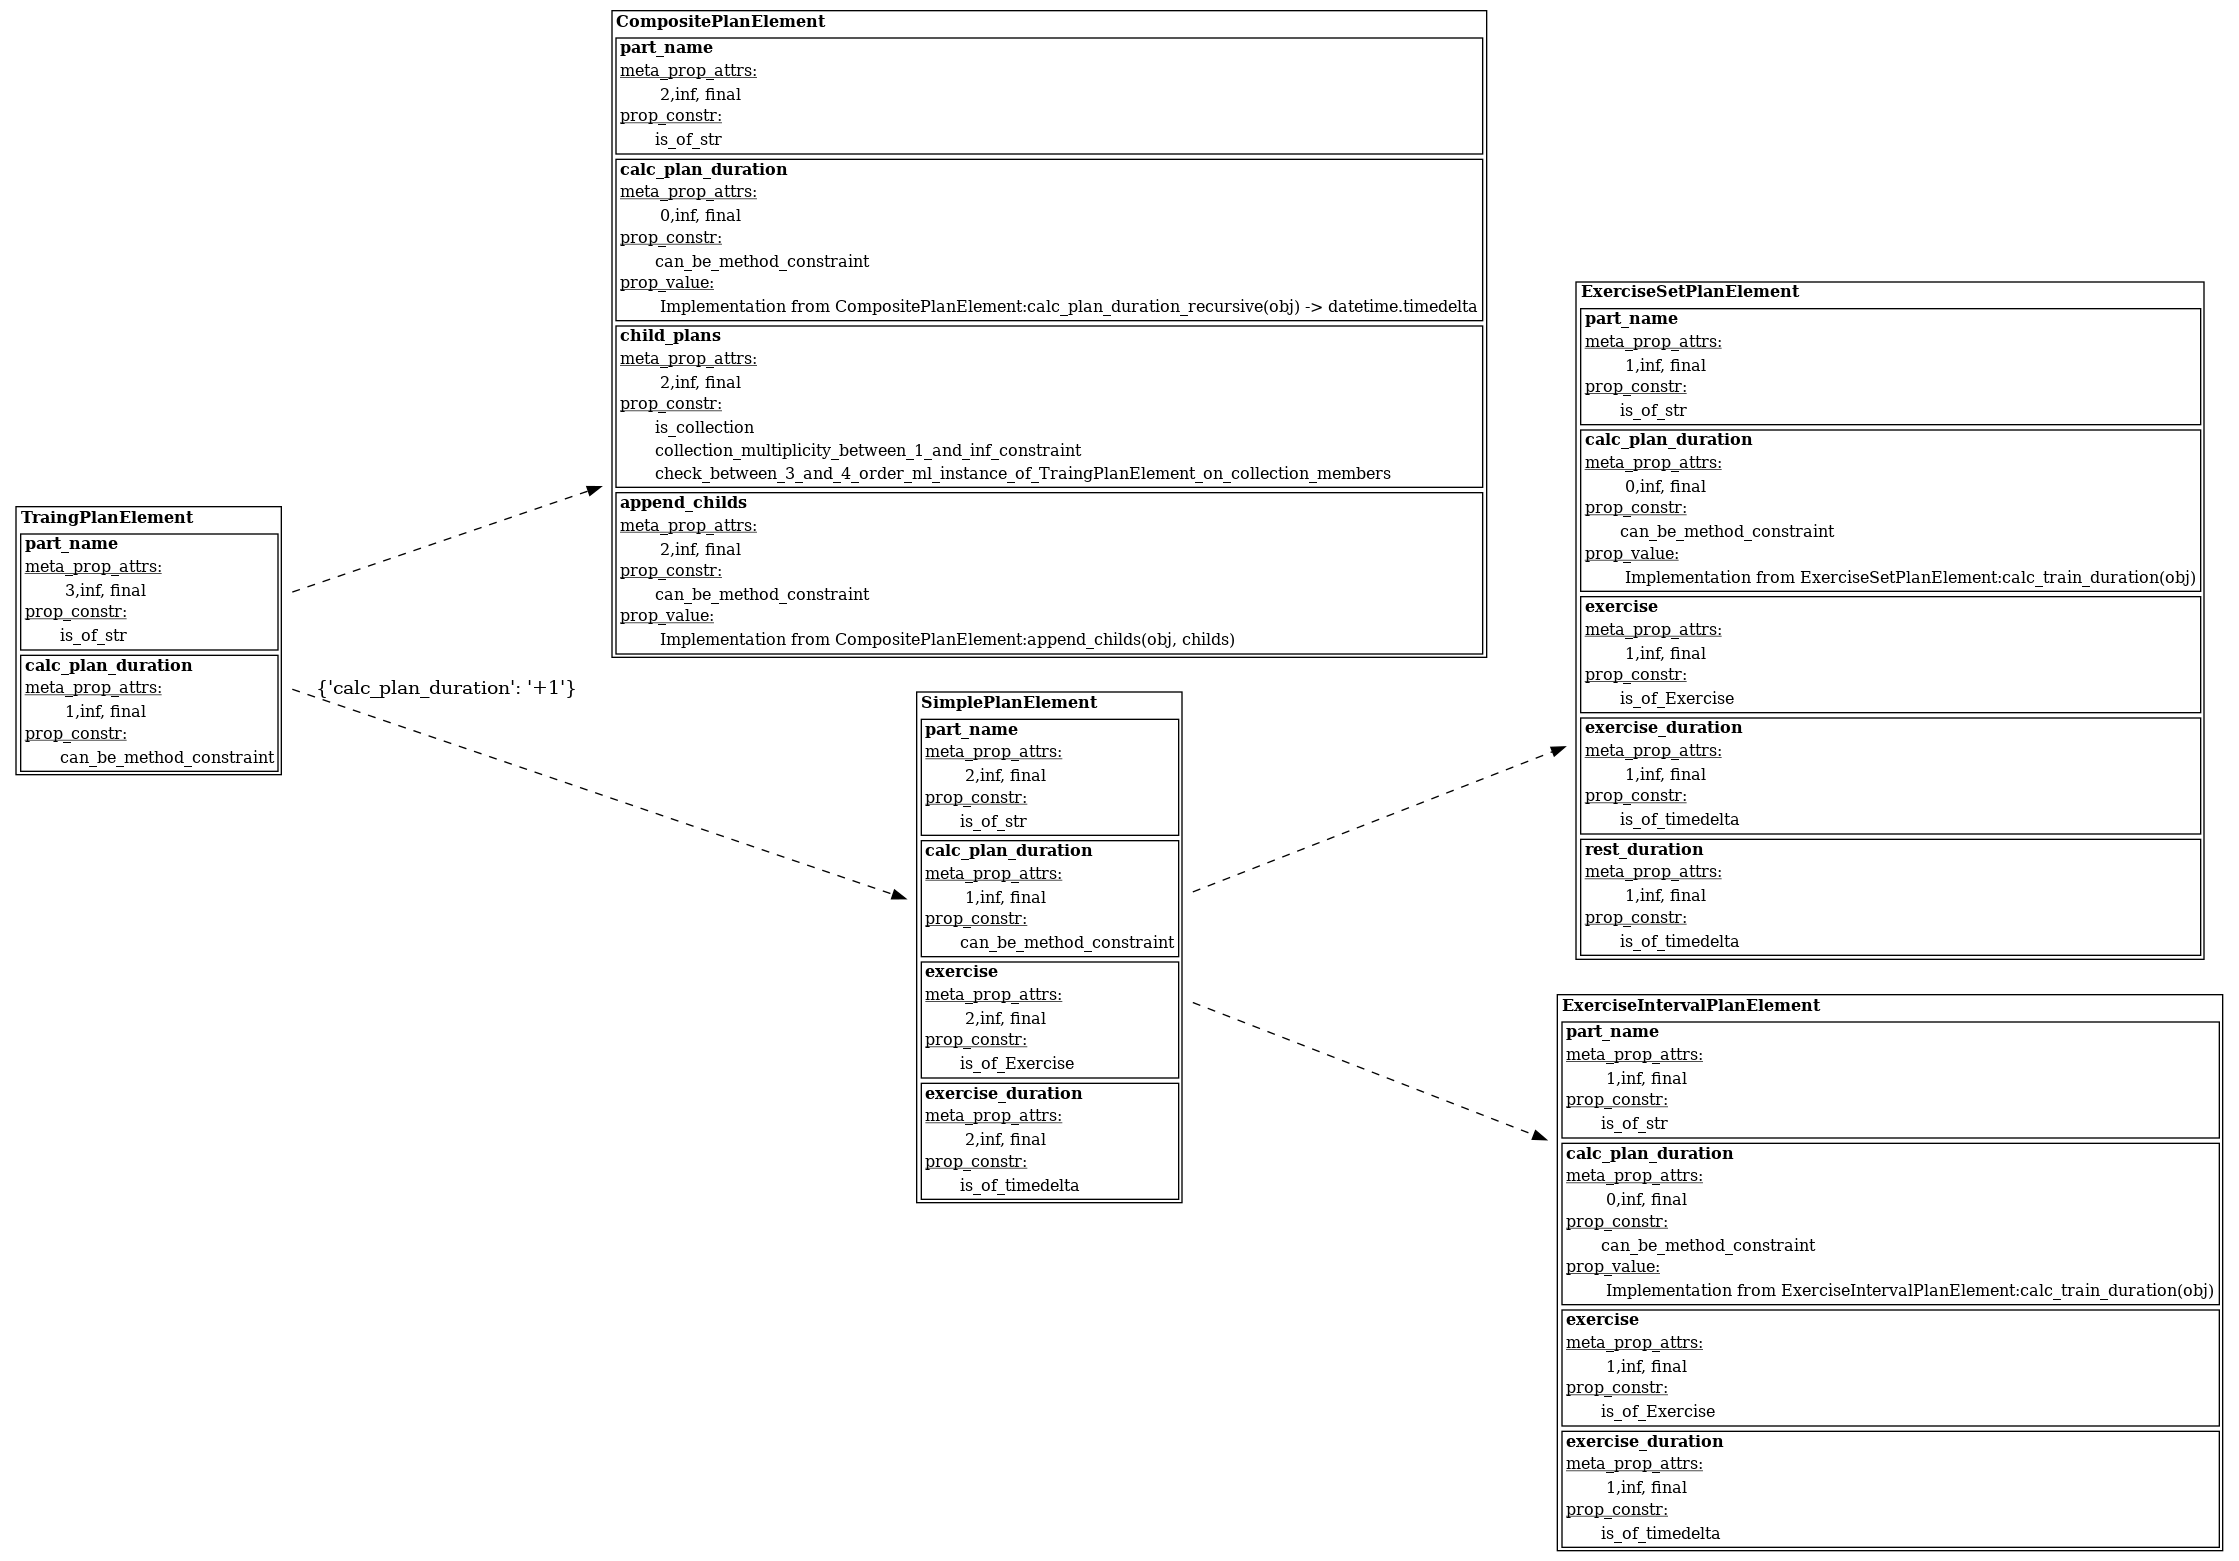 CompositePlanElement
part_name
meta_prop_attrs:
2,inf, final
prop_constr:
is_of_str
calc_plan_duration
meta_prop_attrs:
0,inf, final
prop_constr:
can_be_method_constraint
prop_value:
Implementation from CompositePlanElement:calc_plan_duration_recursive(obj) -> datetime.timedelta
child_plans
meta_prop_attrs:
2,inf, final
prop_constr:
is_collection
collection_multiplicity_between_1_and_inf_constraint
check_between_3_and_4_order_ml_instance_of_TraingPlanElement_on_collection_members
append_childs
meta_prop_attrs:
2,inf, final
prop_constr:
can_be_method_constraint
prop_value:
Implementation from CompositePlanElement:append_childs(obj, childs)
TraingPlanElement
part_name
meta_prop_attrs:
3,inf, final
prop_constr:
is_of_str
calc_plan_duration
meta_prop_attrs:
1,inf, final
prop_constr:
can_be_method_constraint
{'calc_plan_duration': '+1'}
SimplePlanElement
part_name
meta_prop_attrs:
2,inf, final
prop_constr:
is_of_str
calc_plan_duration
meta_prop_attrs:
1,inf, final
prop_constr:
can_be_method_constraint
exercise
meta_prop_attrs:
2,inf, final
prop_constr:
is_of_Exercise
exercise_duration
meta_prop_attrs:
2,inf, final
prop_constr:
is_of_timedelta
ExerciseSetPlanElement
part_name
meta_prop_attrs:
1,inf, final
prop_constr:
is_of_str
calc_plan_duration
meta_prop_attrs:
0,inf, final
prop_constr:
can_be_method_constraint
prop_value:
Implementation from ExerciseSetPlanElement:calc_train_duration(obj)
exercise
meta_prop_attrs:
1,inf, final
prop_constr:
is_of_Exercise
exercise_duration
meta_prop_attrs:
1,inf, final
prop_constr:
is_of_timedelta
rest_duration
meta_prop_attrs:
1,inf, final
prop_constr:
is_of_timedelta
ExerciseIntervalPlanElement
part_name
meta_prop_attrs:
1,inf, final
prop_constr:
is_of_str
calc_plan_duration
meta_prop_attrs:
0,inf, final
prop_constr:
can_be_method_constraint
prop_value:
Implementation from ExerciseIntervalPlanElement:calc_train_duration(obj)
exercise
meta_prop_attrs:
1,inf, final
prop_constr:
is_of_Exercise
exercise_duration
meta_prop_attrs:
1,inf, final
prop_constr:
is_of_timedelta